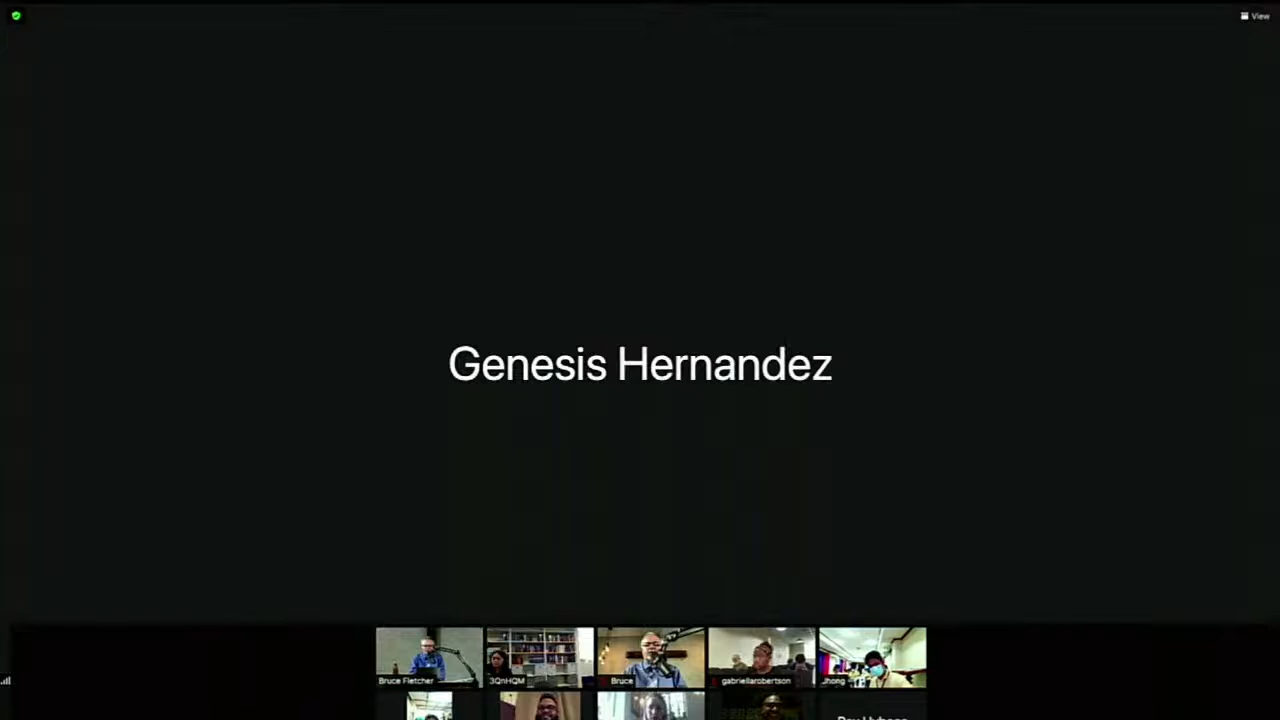 View
Genesis Hernandez
Bruce Fletcher
3QnHQM
Bruce
gabriellarobertson
Jhong